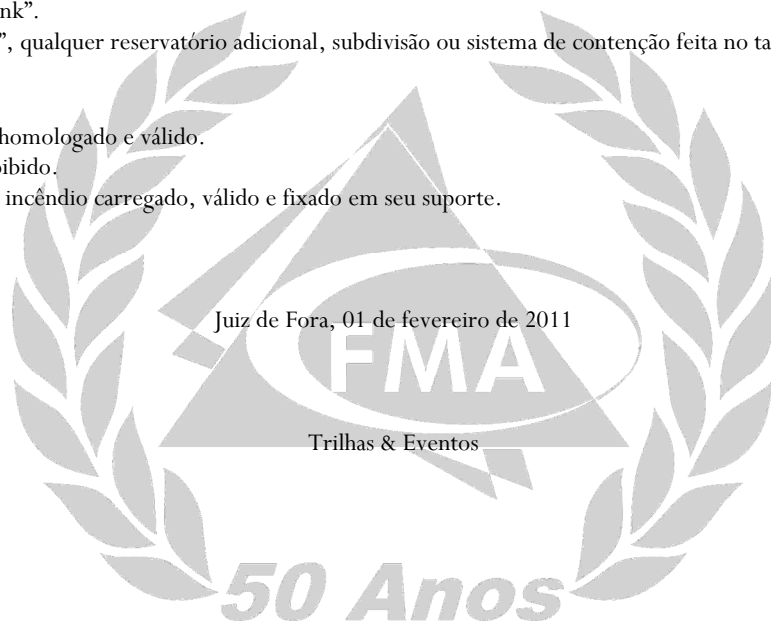 nk”.
”, qualquer reservatório adicional, subdivisão ou sistema de contenção feita no ta
homologado e válido.
ibido.
incêndio carregado, válido e fixado em seu suporte.
Juiz de Fora, 01 de fevereiro de 2011
FMA
Trilhas & Eventos
50 Anos